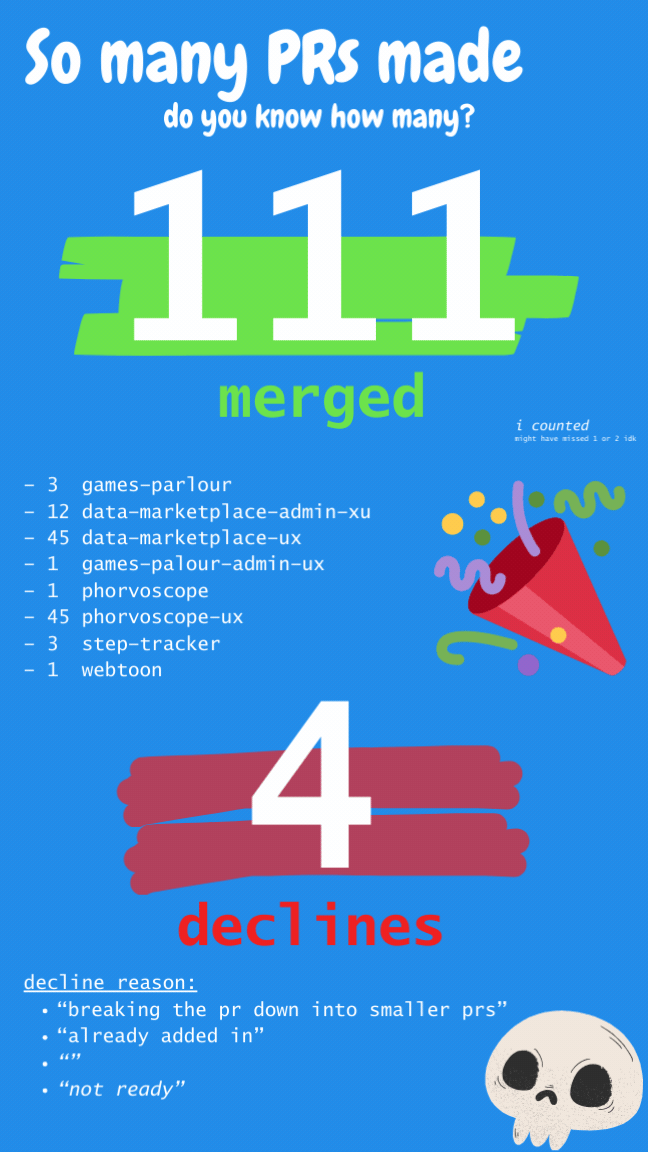 So many PRs made
do you know how many?
111
merged
i counted
might have missed 1 or 2 idk
- 3 games-parlour
- 12 data-marketplace-admin-xu
- 45 data-marketplace-ux
- 1 games-palour-admin-ux
- 1 phorvoscope
- 45 phorvoscope-ux
- 3 step-tracker
- 1 webtoon
4
declines
decline reason:
• “breaking the pr down into smaller prs”
• “already added in”
• “”
• “not ready”